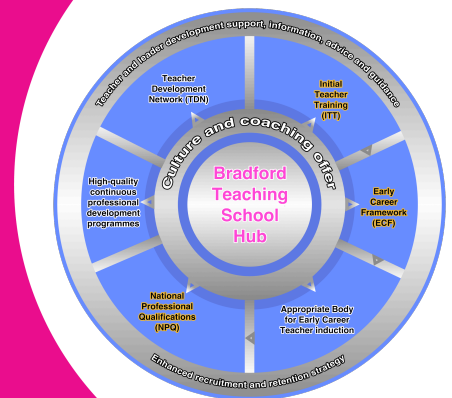 Teacher and leader development support, information, advice and guidance
Teacher
Development
Network (TDN)
Initial
Teacher
Training
(ITT)
Culture and coaching offer
High-quality
continuous
professional
development
programmes
Bradford
Teaching
School
Hub
Early
Career
Framework
(ECF)
National
Professional
Qualifications
(NPQ)
Appropriate Body
for Early Career
Teacher induction
Enhanced recruitment and retention strategy